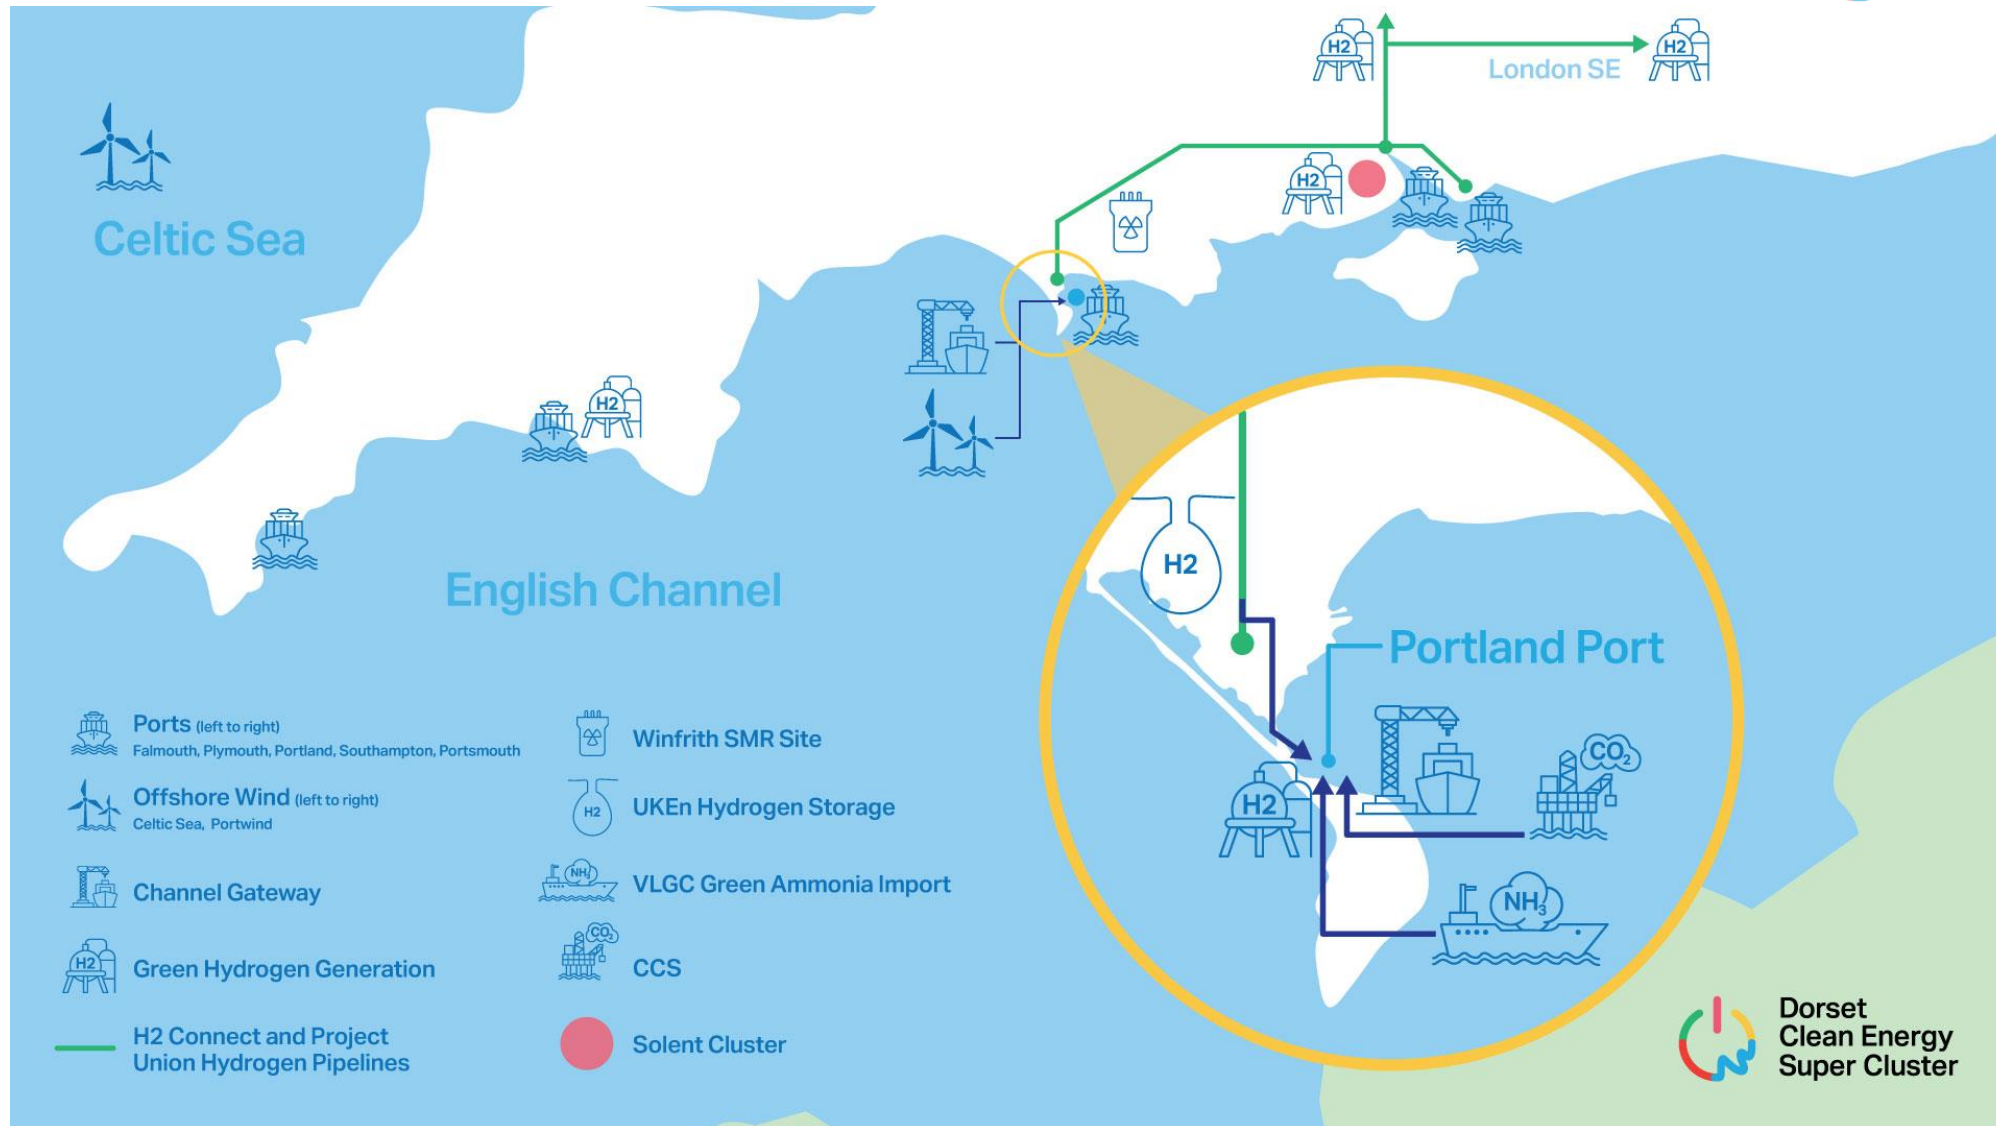 H2
H2
London SE
H2
Celtic Sea
H2
English Channel
H2
Portland Port
CO2
H2
NH3
Ports (left to right)
Falmouth, Plymouth, Portland, Southampton, Portsmouth
Offshore Wind (left to right)
Celtic Sea, Portwind
Channel Gateway
H2
Green Hydrogen Generation
H2 Connect and Project
Union Hydrogen Pipelines
Winfrith SMR Site
H2
UKEn Hydrogen Storage
NH3
VLGC Green Ammonia Import
CO2
CCS
Solent Cluster
Dorset
Clean Energy
Super Cluster